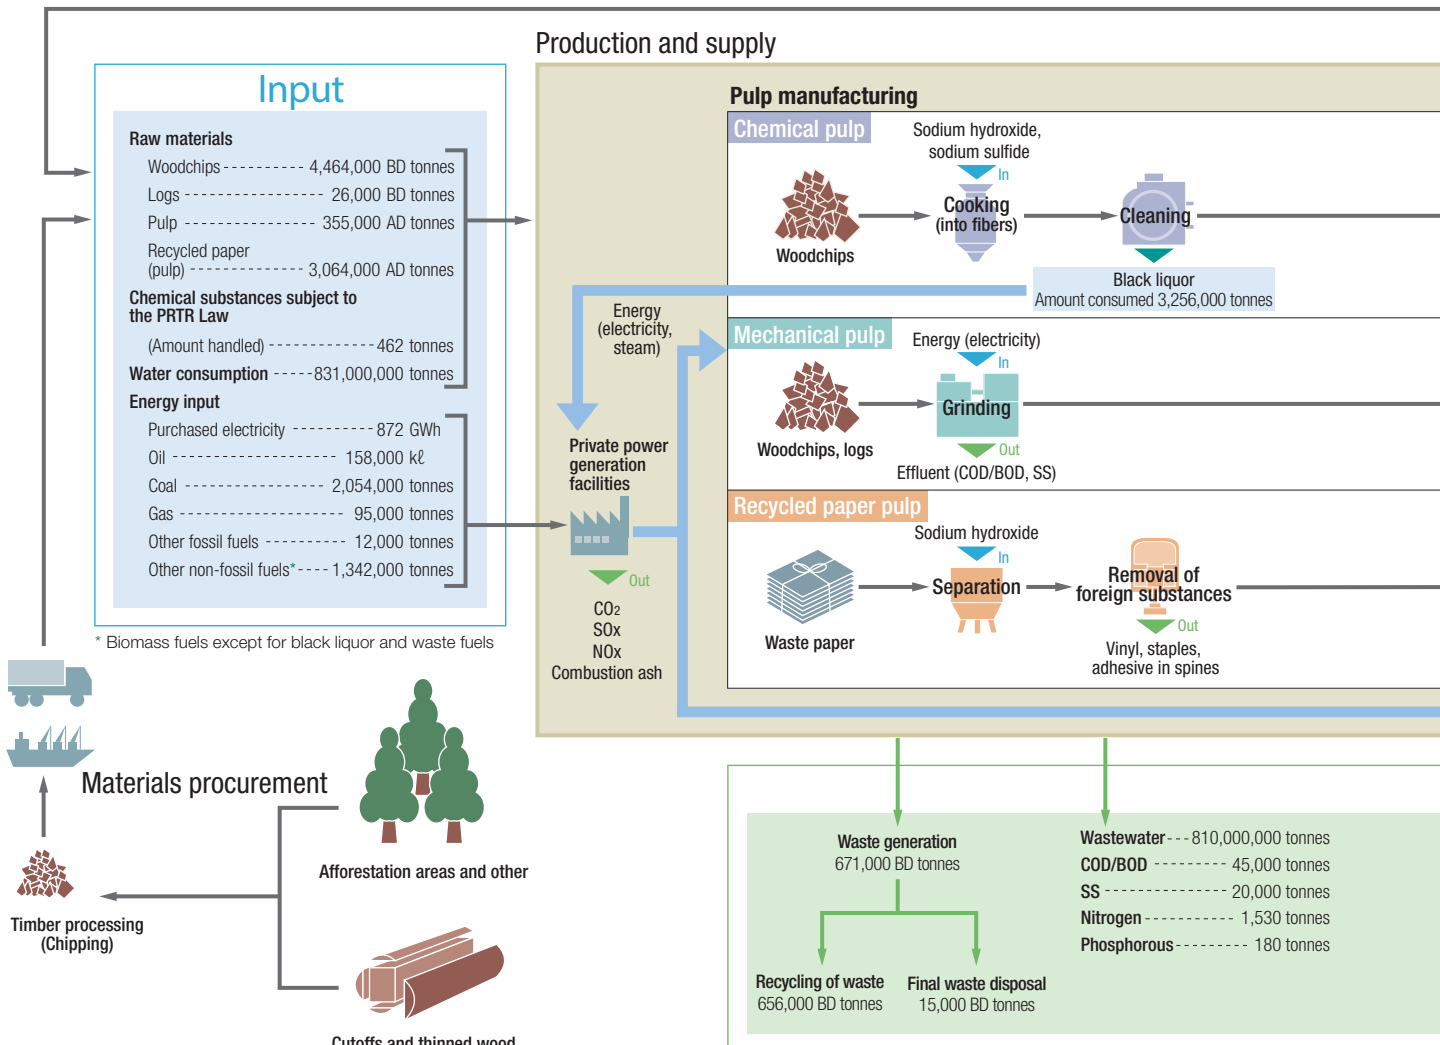 Production and supply
Input
Raw materials
Woodchips 4,464,000 BD tonnes
Logs 26,000 BD tonnes
Pulp 355,000 AD tonnes
Recycled paper
(pulp) 3,064,000 AD tonnes
Chemical substances subject to
the PRTR Law
(Amount handled) 462 tonnes
Water consumption 831,000,000 tonnes
Energy input
Purchased electricity 872 GWh
Oil 158,000 kℓ
Coal 2,054,000 tonnes
Gas 95,000 tonnes
Other fossil fuels 12,000 tonnes
Other non-fossil fuels* 1,342,000 tonnes
* Biomass fuels except for black liquor and waste fuels
Pulp manufacturing
Chemical pulp
Sodium hydroxide,
sodium sulfide
In
Woodchips
Cooking
(into fibers)
Cleaning
Black liquor
Amount consumed 3,256,000 tonnes
Energy
(electricity,
steam)
Mechanical pulp
Energy (electricity)
In
Woodchips, logs
Grinding
Out
Effluent (COD/BOD, SS)
Private power
generation
facilities
Out
CO2
SOx
NOx
Combustion ash
Recycled paper pulp
Sodium hydroxide
In
Waste paper
Separation
Removal of
foreign substances
Out
Vinyl, staples,
adhesive in spines
Materials procurement
Afforestation areas and other
Timber processing
(Chipping)
Cutoffs and thinned wood
Waste generation
671,000 BD tonnes
Recycling of waste
656,000 BD tonnes
Final waste disposal
15,000 BD tonnes
Wastewater 810,000,000 tonnes
COD/BOD 45,000 tonnes
SS 20,000 tonnes
Nitrogen 1,530 tonnes
Phosphorous 180 tonnes